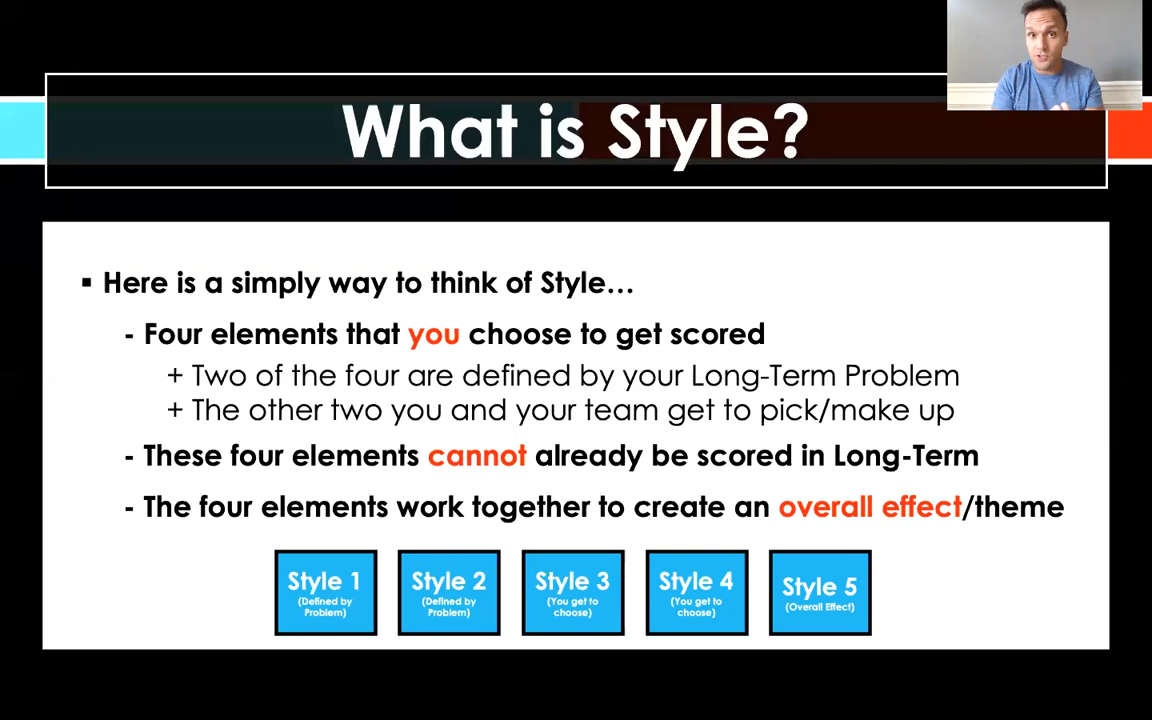 What is Style?
▪ Here is a simply way to think of Style...
- Four elements that you choose to get scored
+ Two of the four are defined by your Long-Term Problem
+ The other two you and your team get to pick/make up
- These four elements cannot already be scored in Long-Term
- The four elements work together to create an overall effect/theme
Style 1
(Defined by
Problem)
Style 2
(Defined by
Problem)
Style 3
(You get to
choose)
Style 4
(You get to
choose)
Style 5
(Overall Effect)